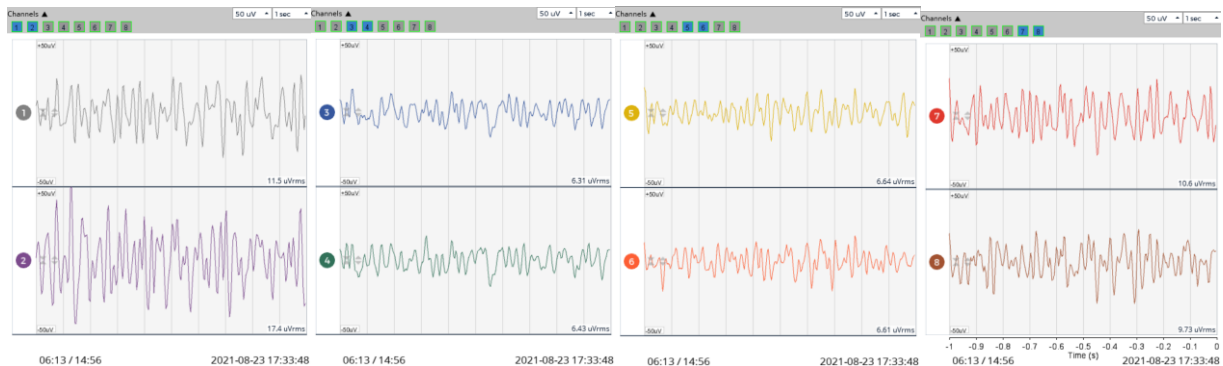 Channels ▲ 50 uV 1 sec
1 2 3 4 5 6 7 8
+50uV
1
-50uV 11.5 uVrms
+50uV
2
-50uV 17.4 uVrms
06:13 / 14:56 2021-08-23 17:33:48
Channels ▲ 50 uV 1 sec
1 2 3 4 5 6 7 8
+50uV
3
-50uV 6.31 uVrms
+50uV
4
-50uV 6.43 uVrms
06:13 / 14:56 2021-08-23 17:33:48
Channels ▲ 50 uV 1 sec
1 2 3 4 5 6 7 8
+50uV
5
-50uV 6.64 uVrms
+50uV
6
-50uV 6.61 uVrms
06:13 / 14:56 2021-08-23 17:33:48
Channels ▲ 50 uV 1 sec
1 2 3 4 5 6 7 8
+50uV
7
-50uV 10.6 uVrms
+50uV
8
-50uV 9.73 uVrms
-1 -0.9 -0.8 -0.7 -0.6 -0.5 -0.4 -0.3 -0.2 -0.1 0
Time (s)
06:13 / 14:56 2021-08-23 17:33:48